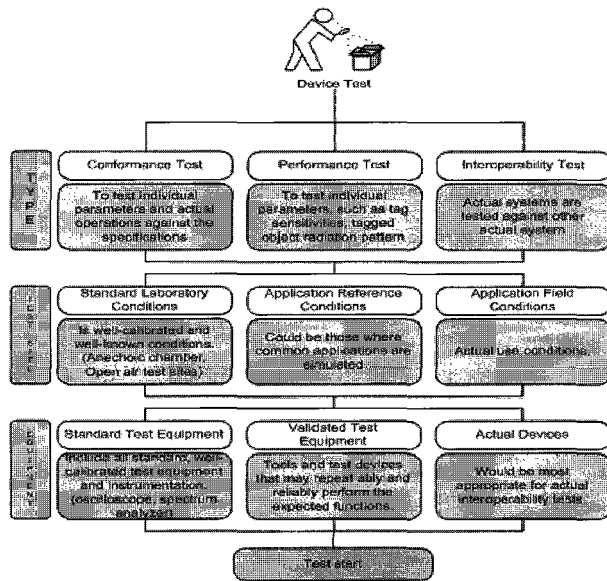 Device Test
TYPE
Conformance Test
To test individual
parameters and actual
operations against the
specifications
Performance Test
To test individual
parameters, such as tag
sensitivities, tagged
object radiation pattern
Interoperability Test
Actual systems are
tested against other
actual system
Standard Laboratory
Conditions
Is well-calibrated and
well-known conditions.
(Anechoic chamber,
Open air test sites)
Application Reference
Conditions
Could be those where
common applications are
simulated
Application Field
Conditions
Actual use conditions.
Standard Test Equipment
Include all standard, well-
calibrated test equipment
and instrumentation.
(oscilloscope, spectrum
analyzer)
Validated Test
Equipment
Tools and test devices
that may repeat ably and
reliably perform the
expected functions
Actual Devices
Would be most
appropriate for actual
interoperability tests
Test start